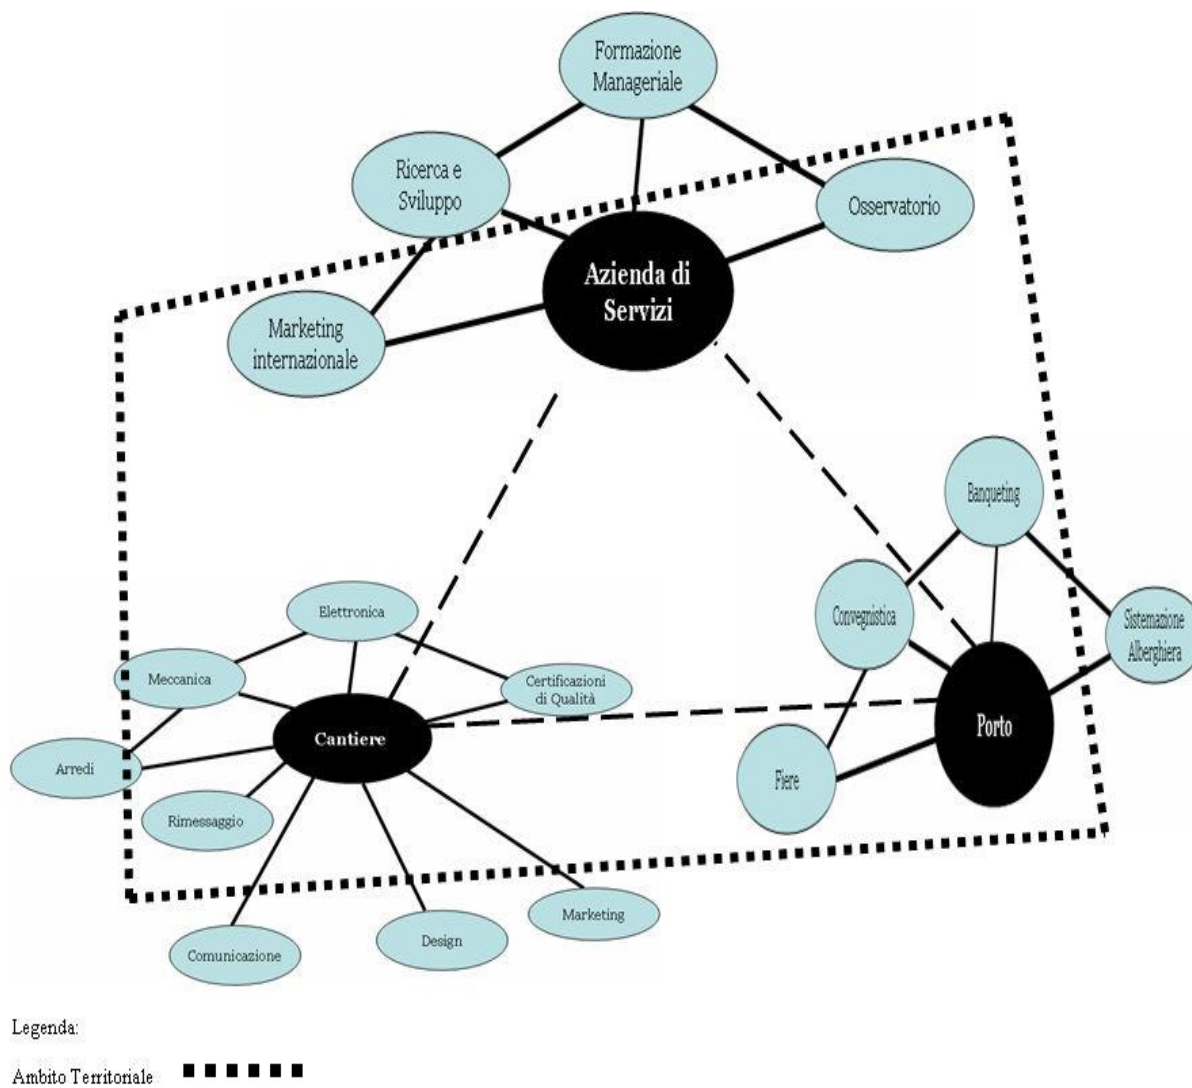 Formazione
Manageriale
Ricerca e
Sviluppo
Osservatorio
Azienda di
Servizi
Marketing
internazionale
Banqueting
Convegnistica
Sistemazione
Alberghiera
Elettronica
Meccanica
Certificazioni
di Qualità
Cantiere
Porto
Arredi
Fiere
Rimessaggio
Marketing
Design
Comunicazione
Legenda:
Ambito Territoriale